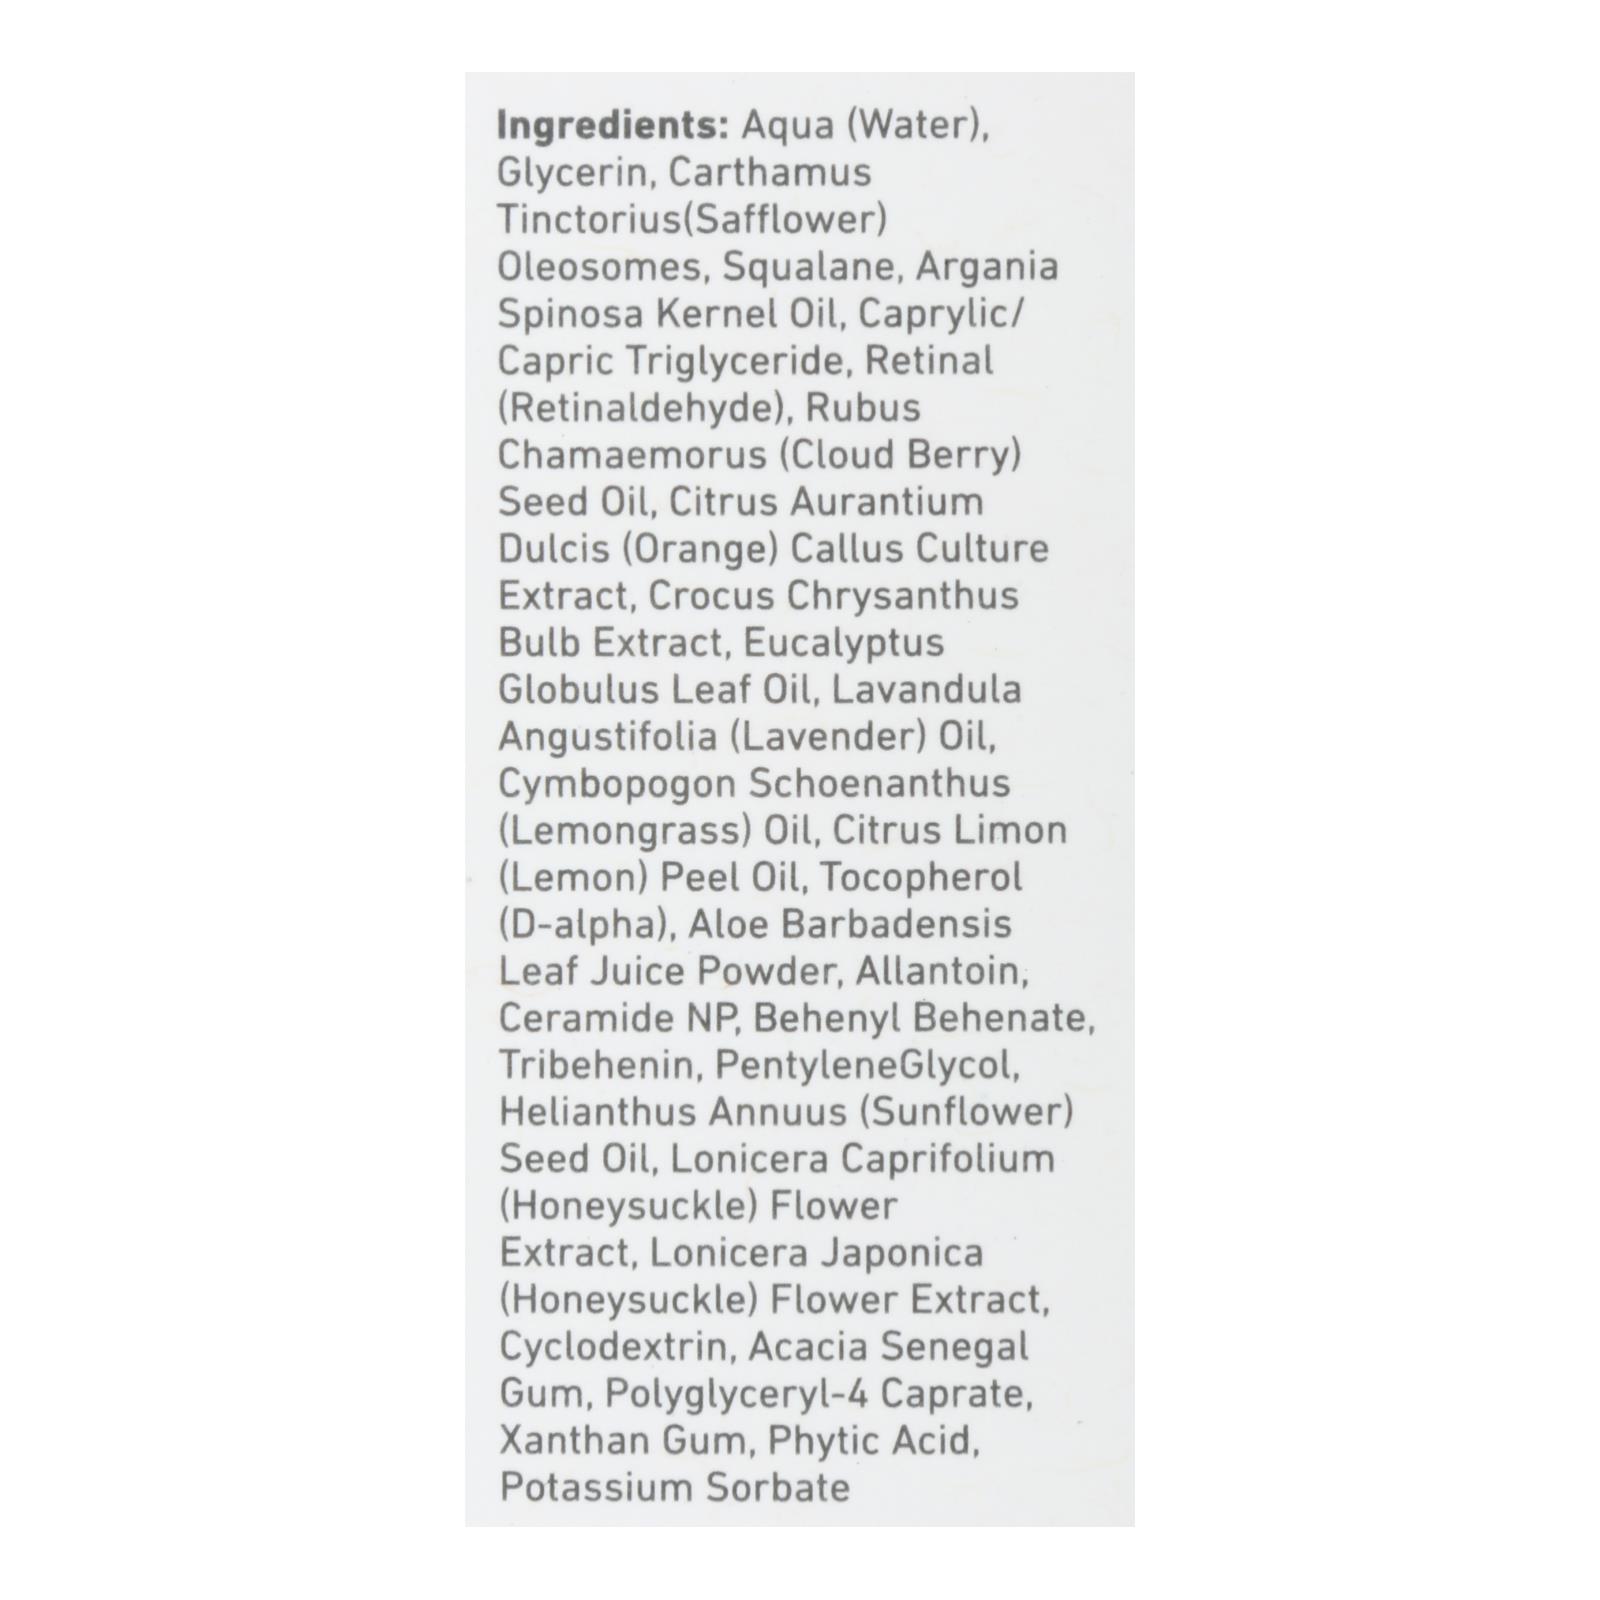 Ingredients: Aqua (Water),
Glycerin, Carthamus
Tinctorius(Safflower)
Oleosomes, Squalane, Argania
Spinosa Kernel Oil, Caprylic/
Capric Triglyceride, Retinal
(Retinaldehyde), Rubus
Chamaemorus (Cloud Berry)
Seed Oil, Citrus Aurantium
Dulcis (Orange) Callus Culture
Extract, Crocus Chrysanthus
Bulb Extract, Eucalyptus
Globulus Leaf Oil, Lavandula
Angustifolia (Lavender) Oil,
Cymbopogon Schoenanthus
(Lemongrass) Oil, Citrus Limon
(Lemon) Peel Oil, Tocopherol
(D-alpha), Aloe Barbadensis
Leaf Juice Powder, Allantoin,
Ceramide NP, Behenyl Behenate,
Tribehenin, PentyleneGlycol,
Helianthus Annuus (Sunflower)
Seed Oil, Lonicera Caprifolium
(Honeysuckle) Flower
Extract, Lonicera Japonica
(Honeysuckle) Flower Extract,
Cyclodextrin, Acacia Senegal
Gum, Polyglyceryl-4 Caprate,
Xanthan Gum, Phytic Acid,
Potassium Sorbate